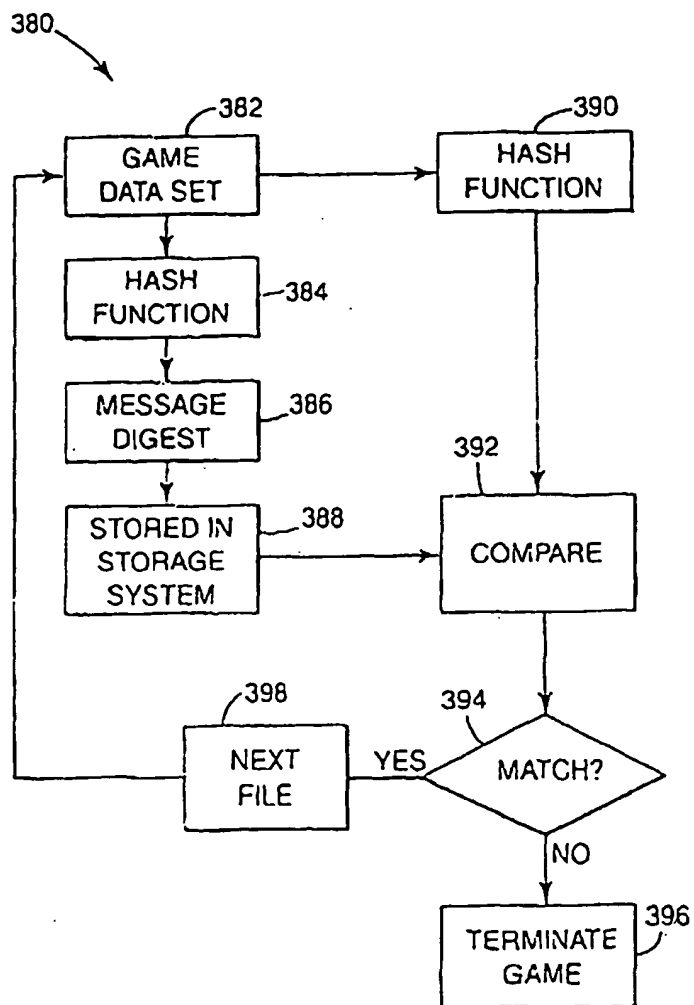 380
382
GAME
DATA SET
390
HASH
FUNCTION
HASH
FUNCTION
384
MESSAGE
DIGEST
386
STORED IN
STORAGE
SYSTEM
388
392
COMPARE
394
MATCH?
YES
NO
398
NEXT
FILE
TERMINATE
GAME
396